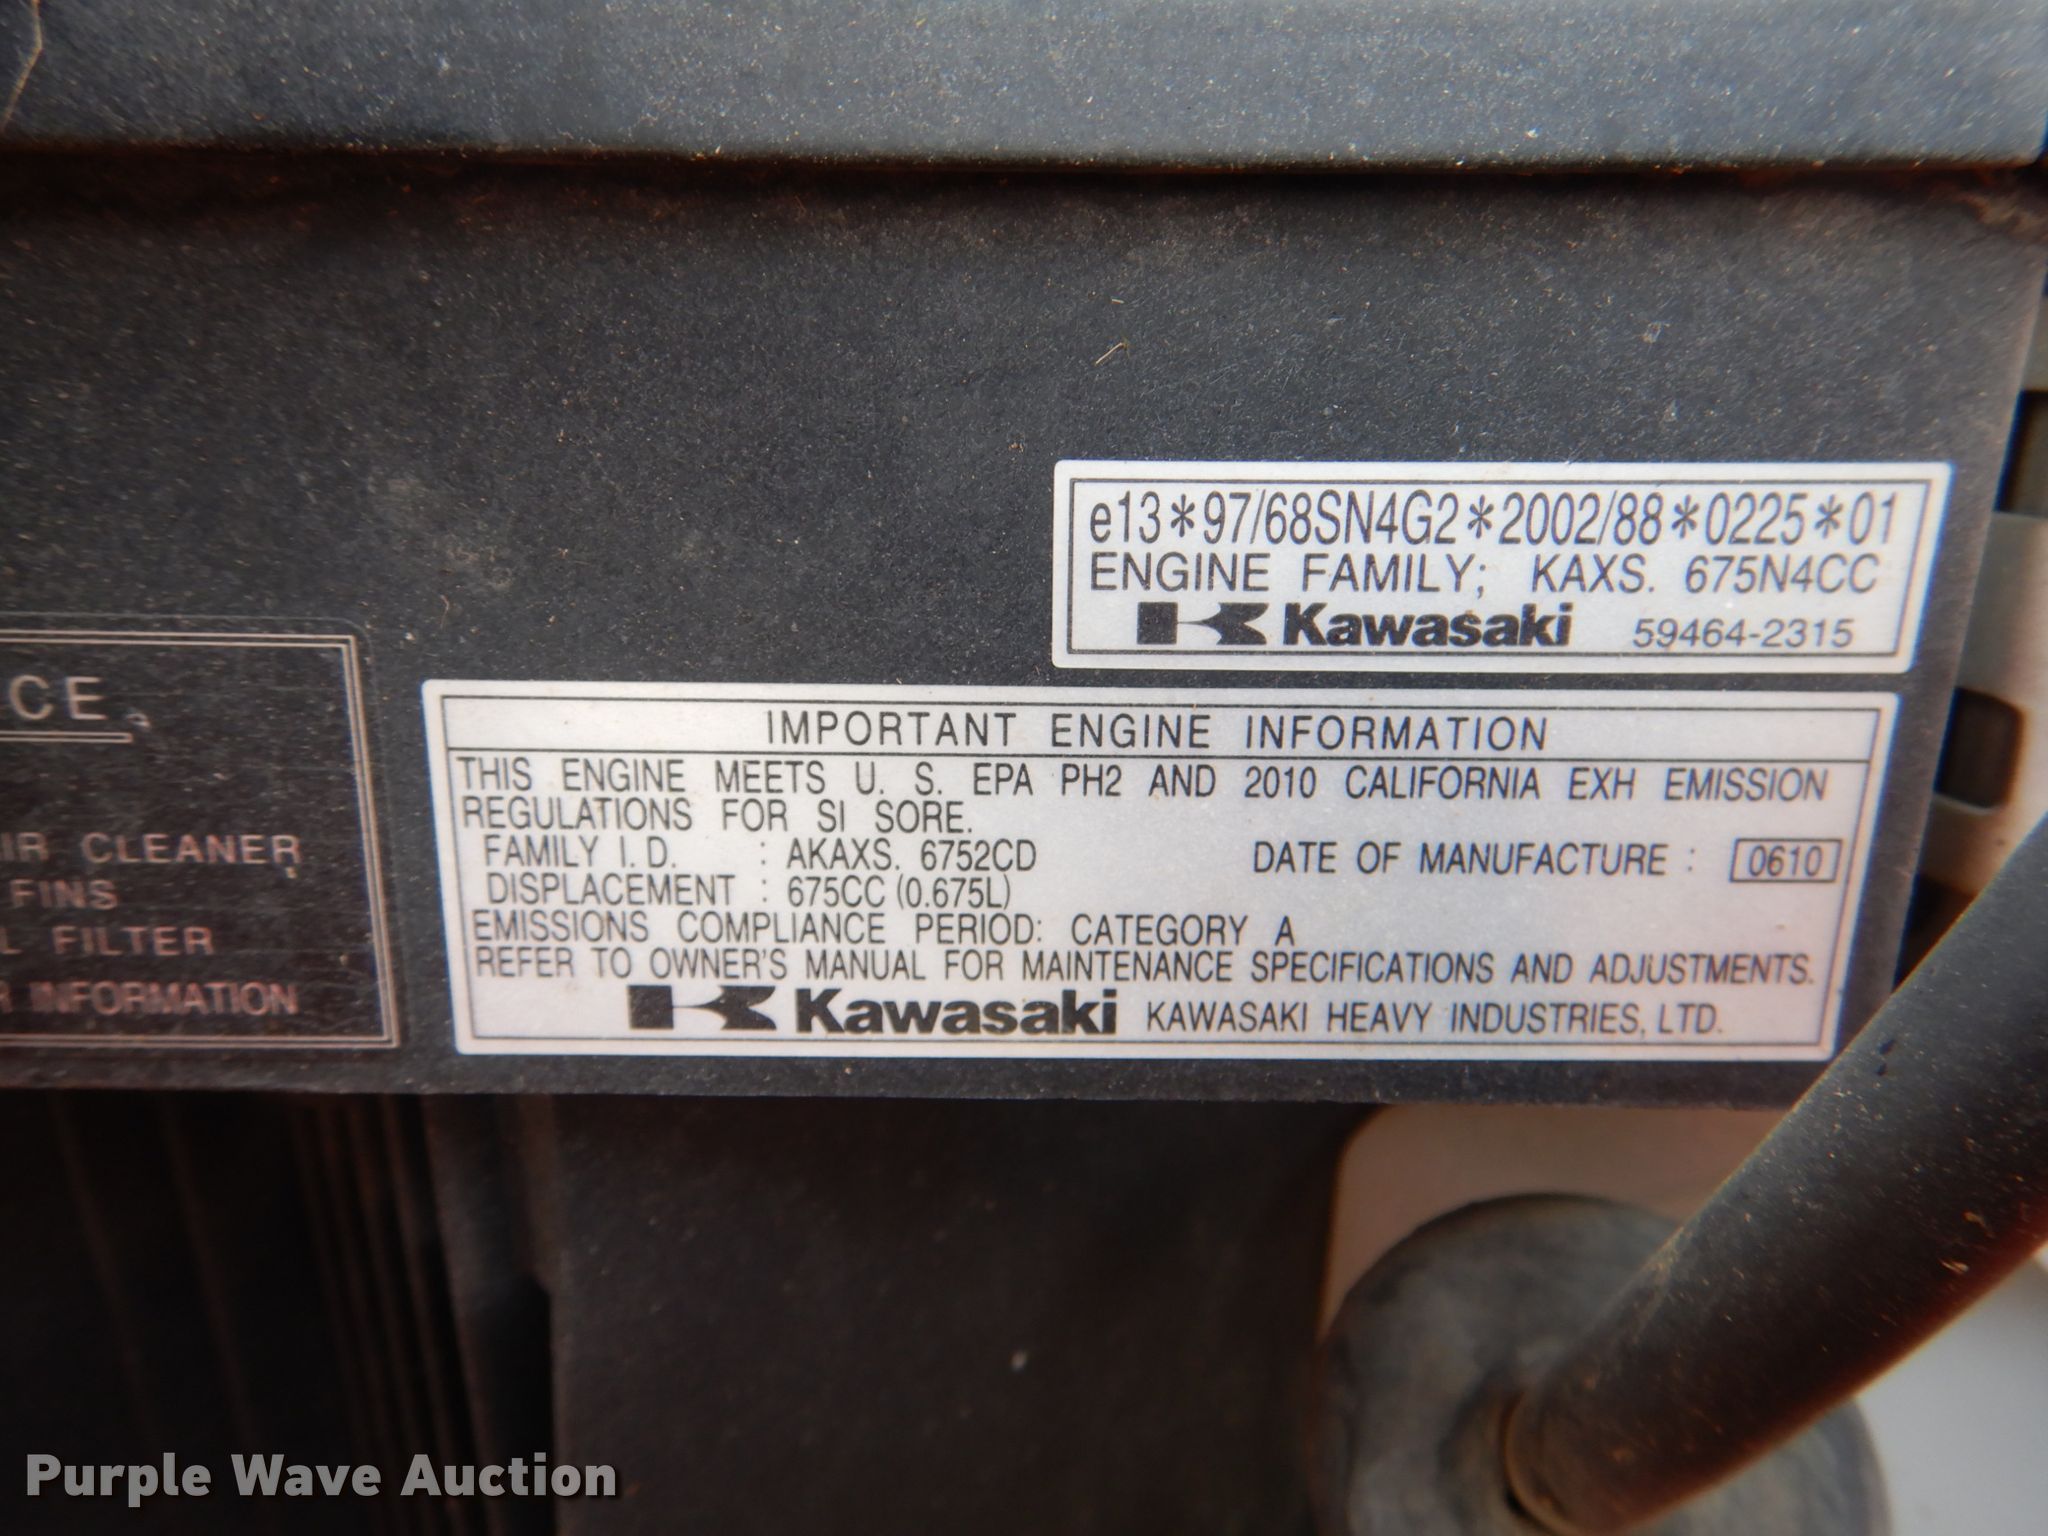 e13*97/68SN4G2*2002/88*0225*01
ENGINE FAMILY; KAXS. 675N4CC
Kawasaki 59464-2315
CE
IR CLEANER
FINS
L FILTER
R INFORMATION
IMPORTANT ENGINE INFORMATION
THIS ENGINE MEETS U. S. EPA PH2 AND 2010 CALIFORNIA EXH EMISSION
REGULATIONS FOR SI SORE.
FAMILY I. D. : AKAXS. 6752CD DATE OF MANUFACTURE : 0610
DISPLACEMENT : 675CC (0.675L)
EMISSIONS COMPLIANCE PERIOD: CATEGORY A
REFER TO OWNER'S MANUAL FOR MAINTENANCE SPECIFICATIONS AND ADJUSTMENTS.
Kawasaki KAWASAKI HEAVY INDUSTRIES, LTD.
Purple Wave Auction